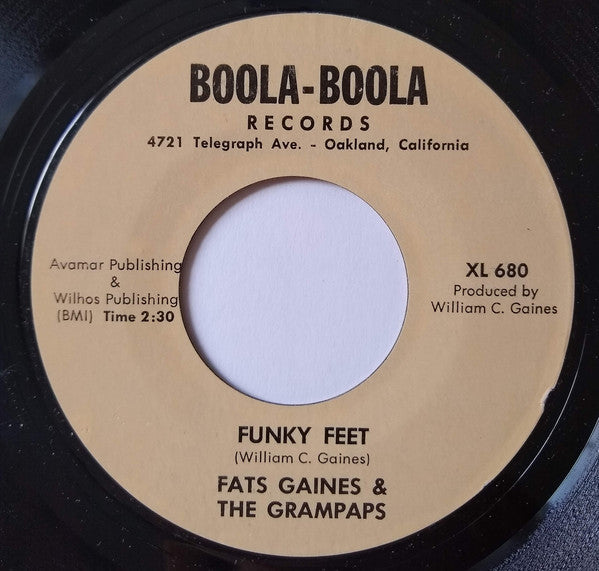 BOOLA-BOOLA
RECORDS
4721 Telegraph Ave. - Oakland, California
Avamar Publishing
&
Wilhos Publishing
(BMI) Time 2:30
XL 680
Produced by
William C. Gaines
FUNKY FEET
(William C. Gaines)
FATS GAINES &
THE GRAMPAPS